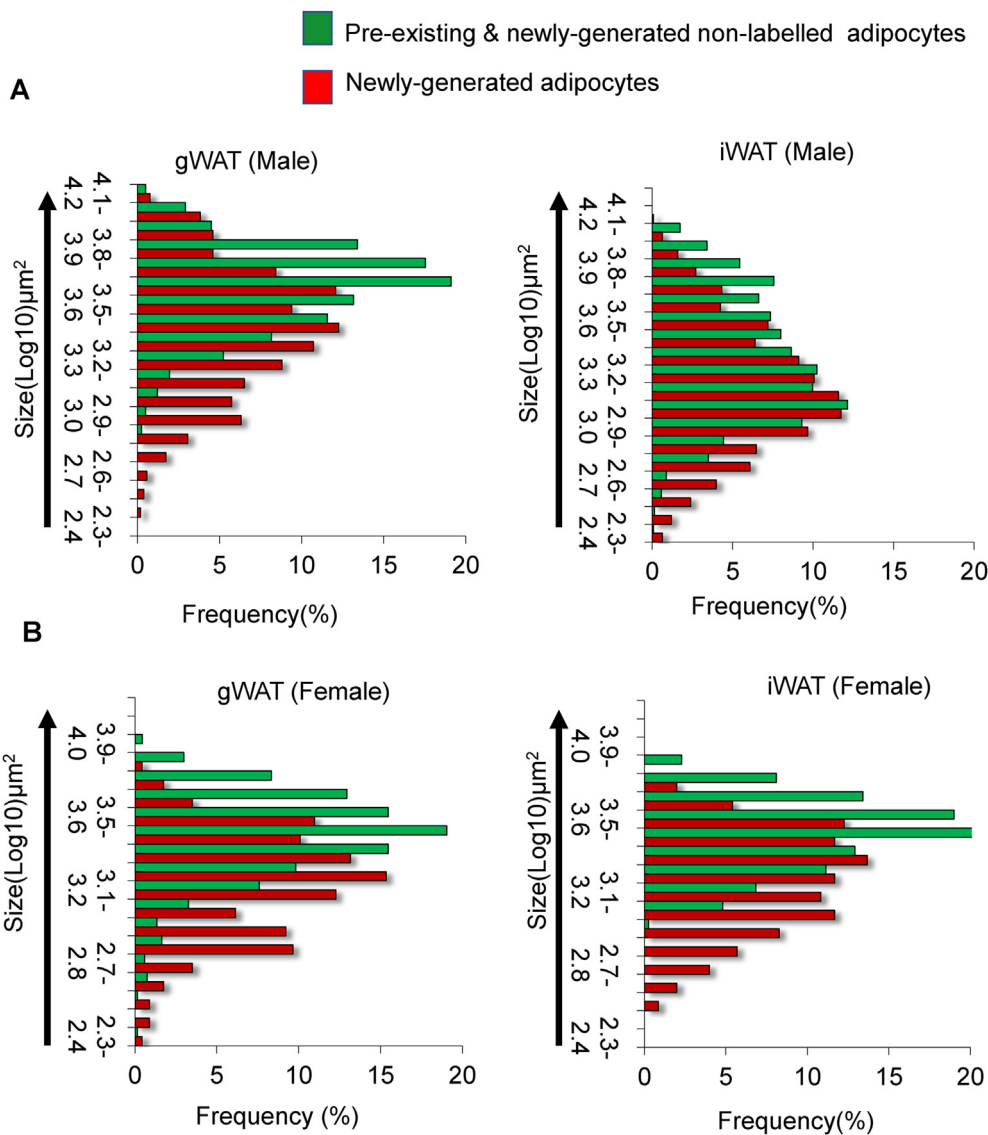 Pre-existing & newly-generated non-labelled adipocytes
Newly-generated adipocytes
A
gWAT (Male)
Size(Log10)µm2
4.1-
4.2
3.8-
3.9
3.5-
3.6
3.2-
3.3
2.9-
3.0
2.6-
2.7
2.3-
2.4
0 5 10 15 20
Frequency(%)
iWAT (Male)
Size(Log10)µm2
4.1-
4.2
3.8-
3.9
3.5-
3.6
3.2-
3.3
2.9-
3.0
2.6-
2.7
2.3-
2.4
0 5 10 15 20
Frequency(%)
B
gWAT (Female)
Size(Log10)µm2
3.9-
4.0
3.5-
3.6
3.1-
3.2
2.7-
2.8
2.3-
2.4
0 5 10 15 20
Frequency (%)
iWAT (Female)
Size(Log10)µm2
3.9-
4.0
3.5-
3.6
3.1-
3.2
2.7-
2.8
2.3-
2.4
0 5 10 15 20
Frequency(%)